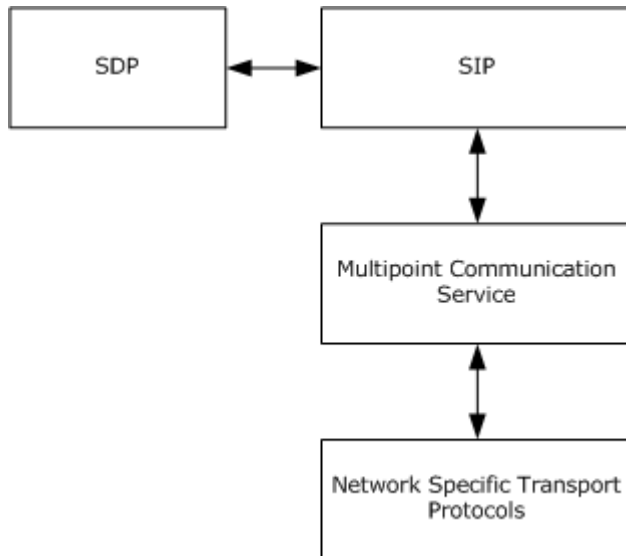 SDP
SIP
Multipoint Communication
Service
Network Specific Transport
Protocols